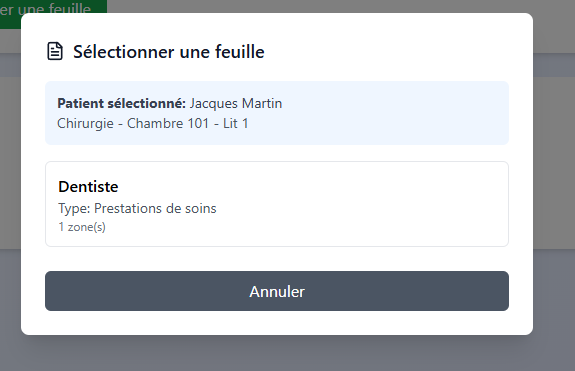 er une feuille
Sélectionner une feuille
Patient sélectionné: Jacques Martin
Chirurgie - Chambre 101 - Lit 1
Dentiste
Type: Prestations de soins
1 zone(s)
Annuler